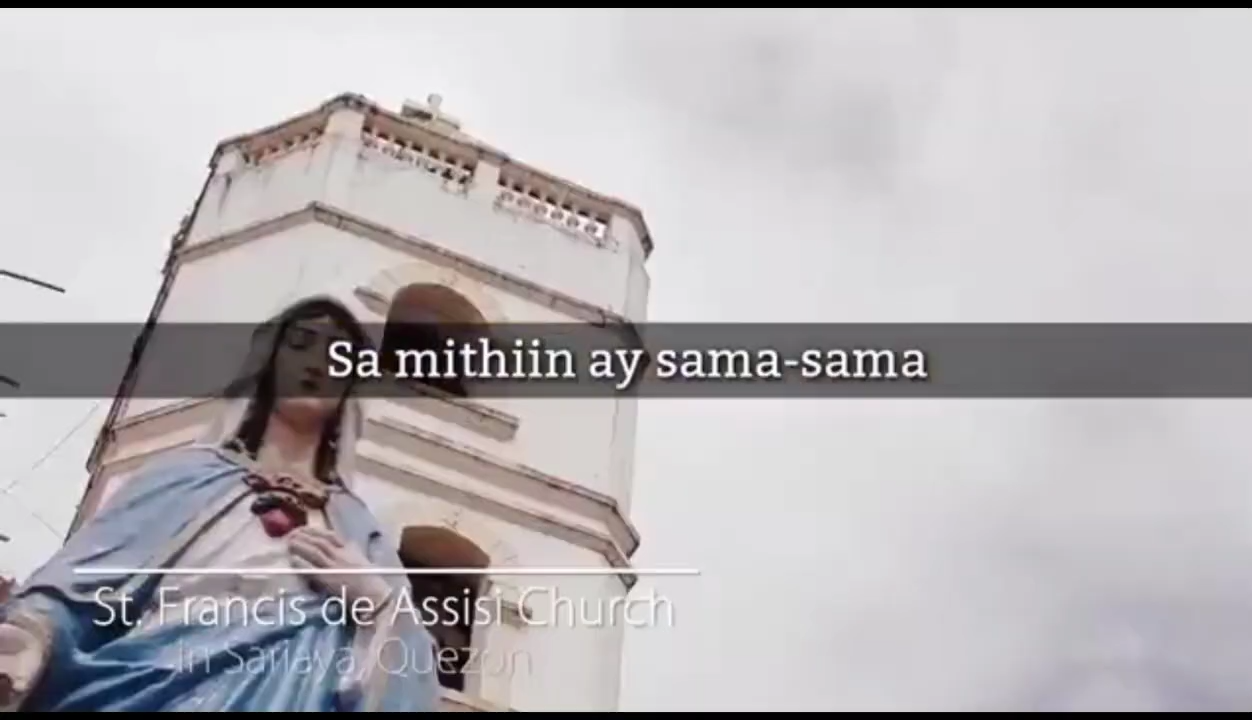 Sa mithiin ay sama-sama
St. Francis de Assisi Church
In Sariaya, Quezon